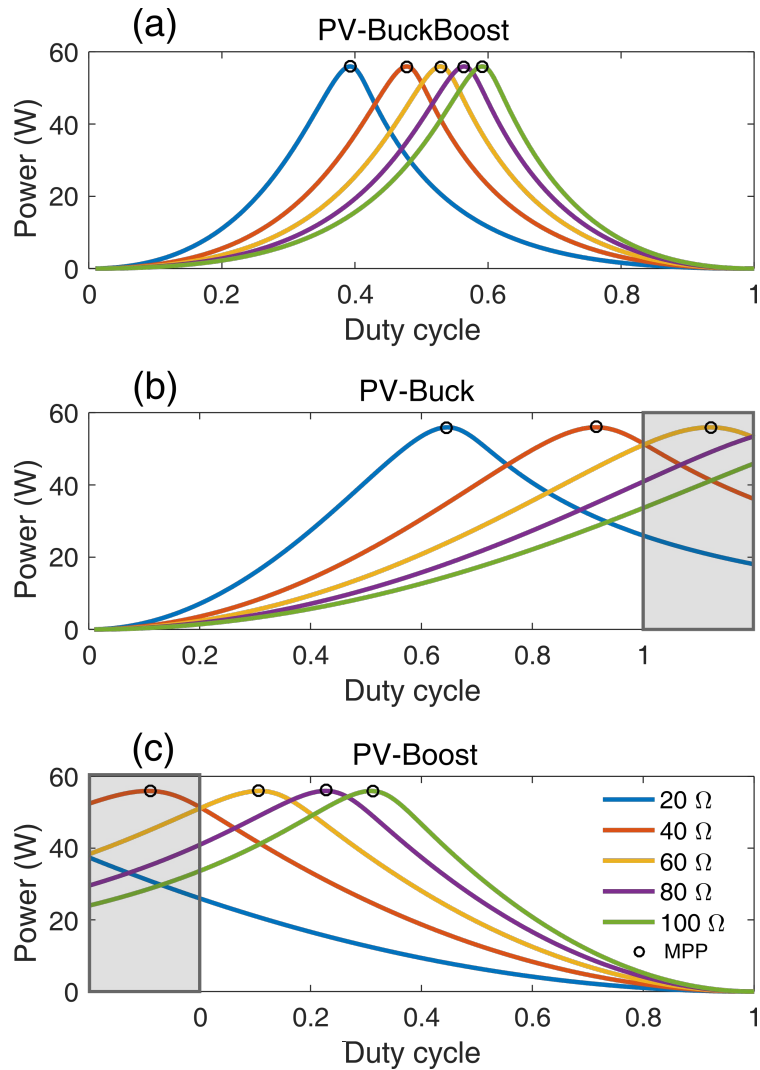 (a)
PV-BuckBoost
60
40
20
0
Power (W)
0 0.2 0.4 0.6 0.8 1
Duty cycle
(b)
PV-Buck
60
40
20
0
Power (W)
0 0.2 0.4 0.6 0.8 1
Duty cycle
(c)
PV-Boost
60
40
20
0
Power (W)
20 Ω
40 Ω
60 Ω
80 Ω
100 Ω
MPP
0 0.2 0.4 0.6 0.8 1
Duty cycle